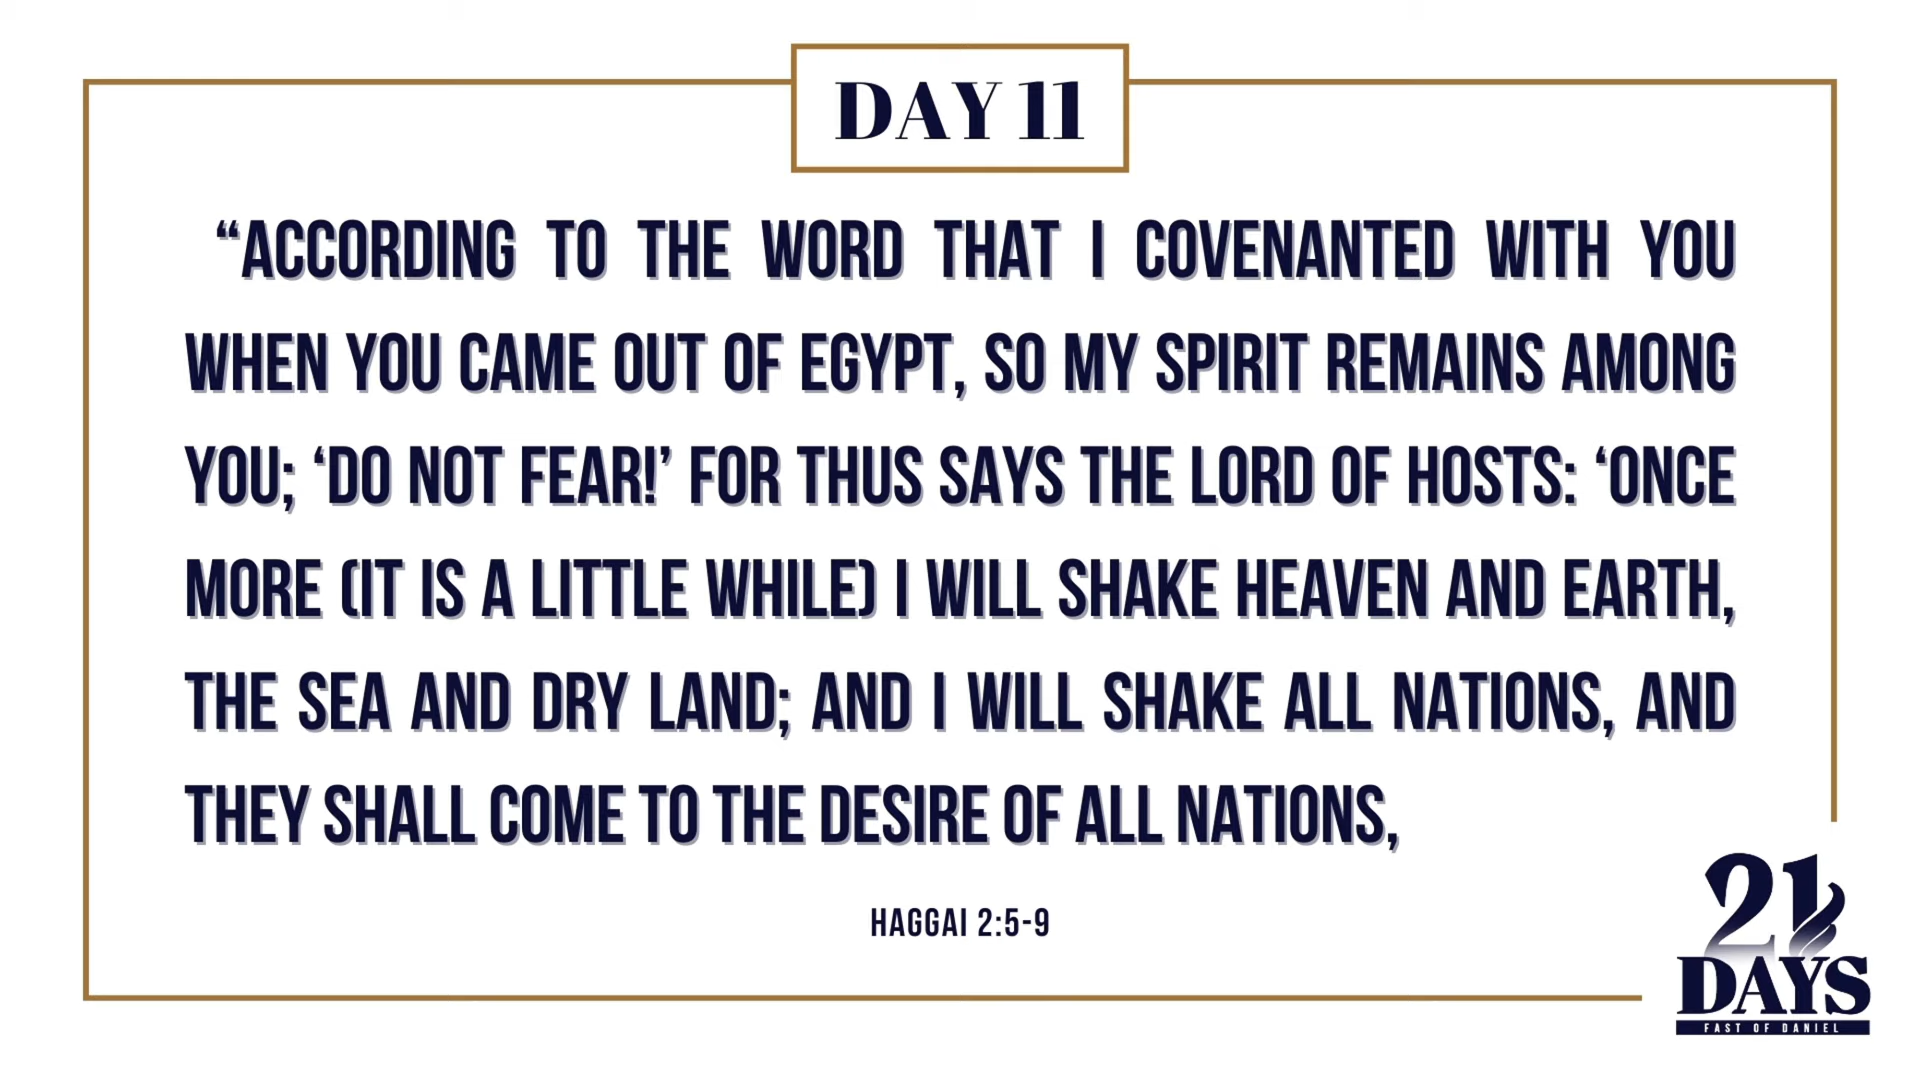 DAY 11
“ACCORDING TO THE WORD THAT I COVENANTED WITH YOU
WHEN YOU CAME OUT OF EGYPT, SO MY SPIRIT REMAINS AMONG
YOU; ‘DO NOT FEAR!’ FOR THUS SAYS THE LORD OF HOSTS: ‘ONCE
MORE (IT IS A LITTLE WHILE) I WILL SHAKE HEAVEN AND EARTH,
THE SEA AND DRY LAND; AND I WILL SHAKE ALL NATIONS, AND
THEY SHALL COME TO THE DESIRE OF ALL NATIONS,
HAGGAI 2:5-9
21
DAYS
FAST OF DANIEL